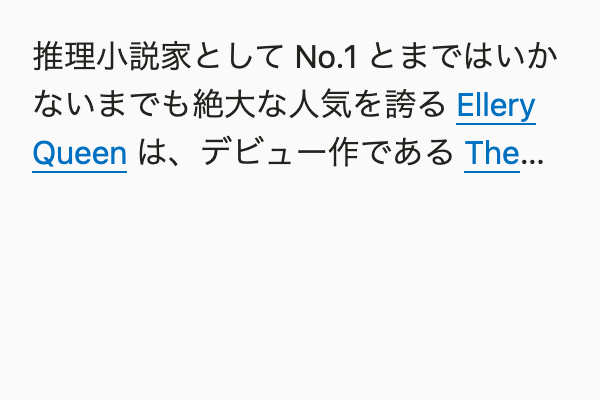 推理小説家として No.1 とまではいか
ないまでも絶大な人気を誇る Ellery
Queen は、デビュー作である The...